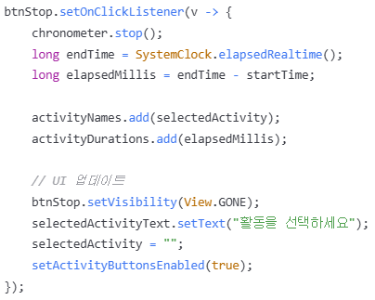 btnStop.setOnClickListener(v -> {
    chronometer.stop();
    long endTime = SystemClock.elapsedRealtime();
    long elapsedMillis = endTime - startTime;

    activityNames.add(selectedActivity);
    activityDurations.add(elapsedMillis);

    // UI 업데이트
    btnStop.setVisibility(View.GONE);
    selectedActivityText.setText("활동을 선택하세요");
    selectedActivity = "";
    setActivityButtonsEnabled(true);
});